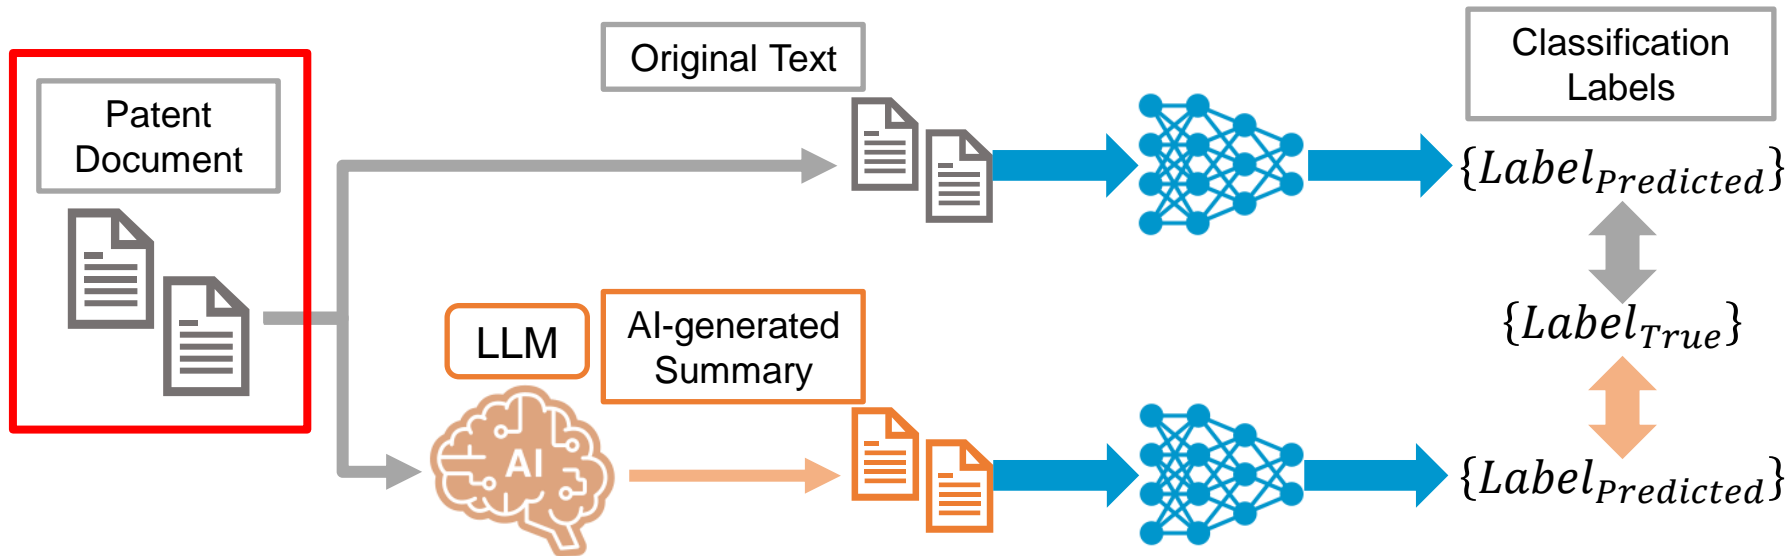 Patent
Document
Original Text
Classification
Labels
{Label_Predicted}
{Label_True}
LLM
AI-generated
Summary
AI
{Label_Predicted}